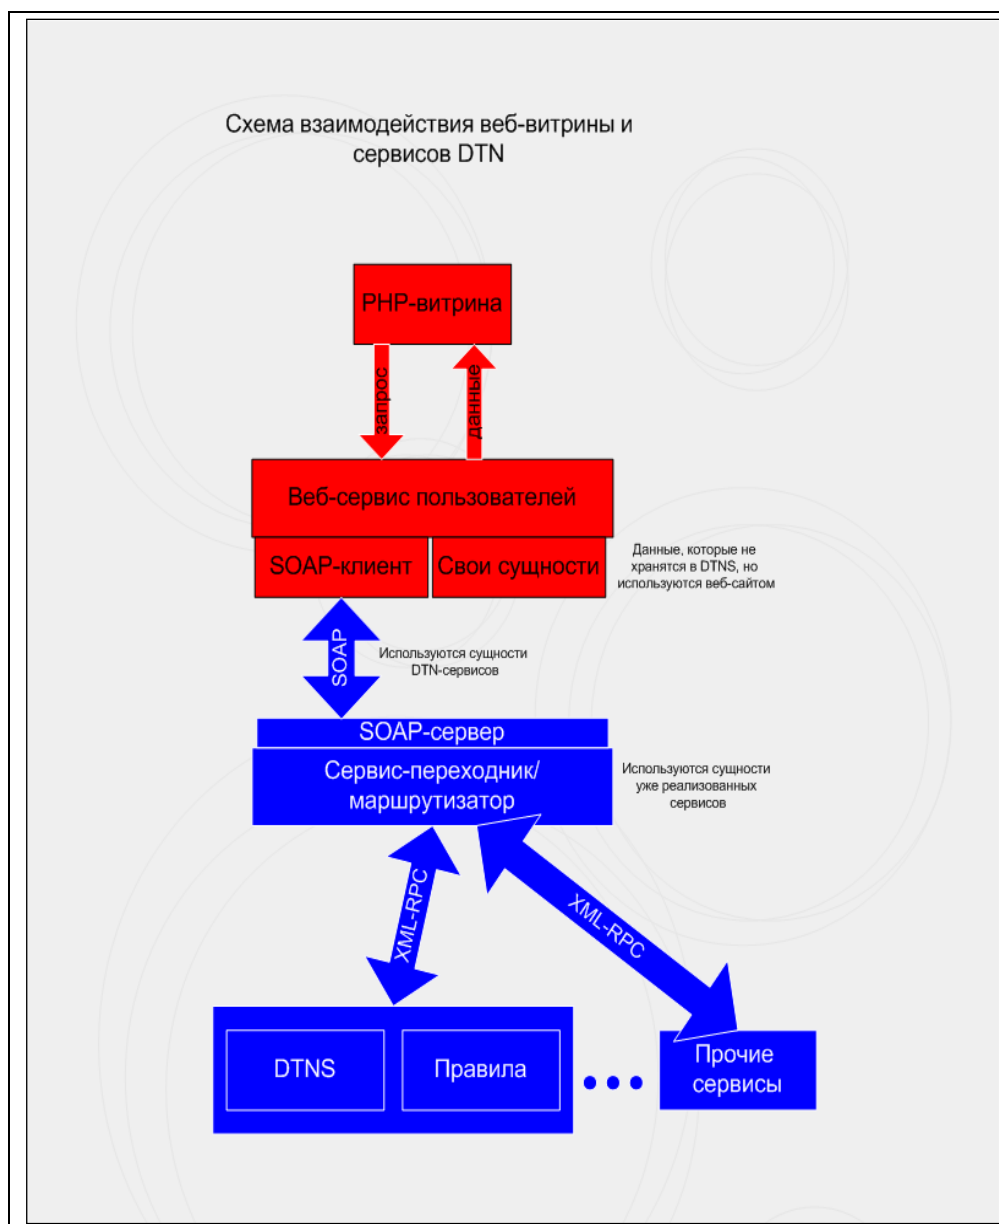 Схема взаимодействия веб-витрины и
сервисов DTN
PHP-витрина
запрос
данные
Веб-сервис пользователей
SOAP-клиент
Свои сущности
Данные, которые не
хранятся в DTNS, но
используются веб-сайтом
SOAP
Используются сущности
DTN-сервисов
SOAP-сервер
Сервис-переходник/
маршрутизатор
Используются сущности
уже реализованных
сервисов
XML-RPC
XML-RPC
DTNS
Правила
Прочие
сервисы